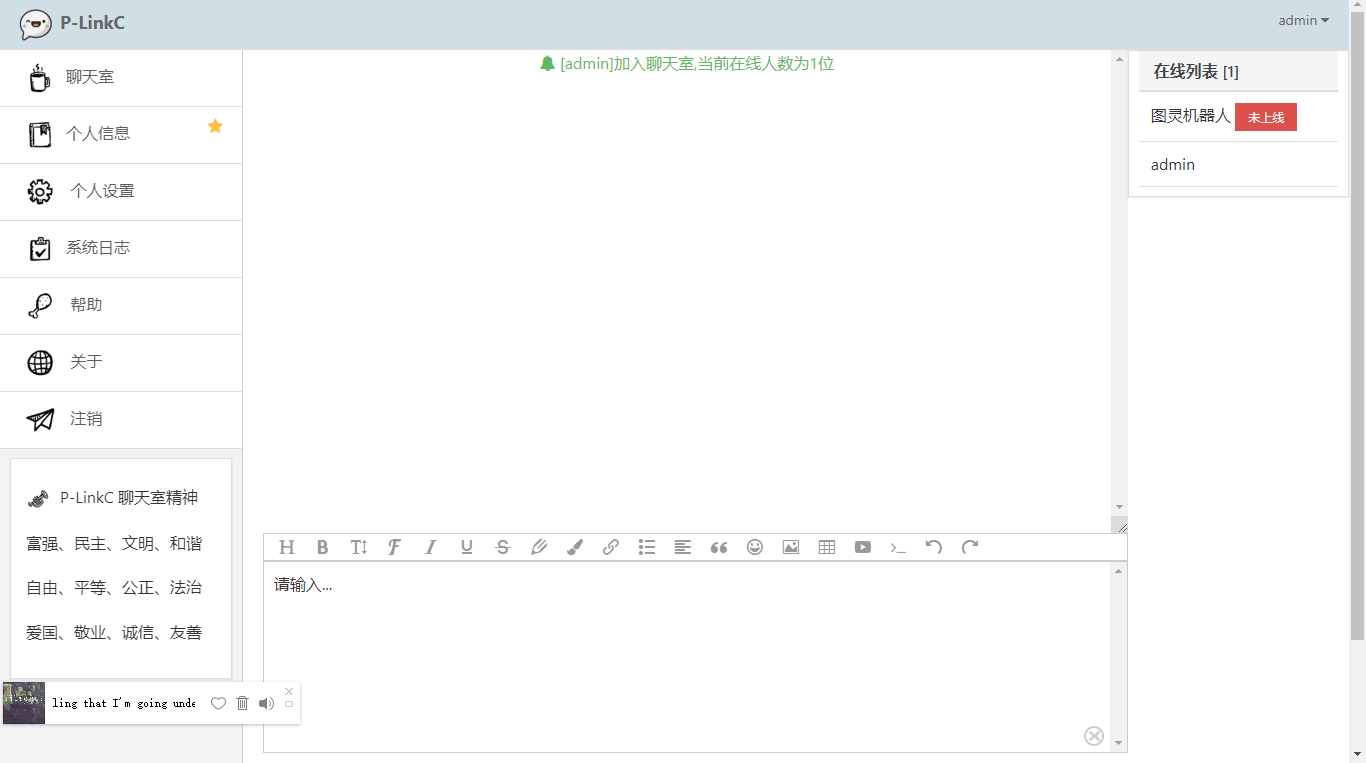 P-LinkC
admin
聊天室
个人信息
个人设置
系统日志
帮助
关于
注销
P-LinkC 聊天室精神
富强、民主、文明、和谐
自由、平等、公正、法治
爱国、敬业、诚信、友善
ling that I'm going unde
[admin]加入聊天室,当前在线人数为1位
请输入...
在线列表 [1]
图灵机器人 未上线
admin